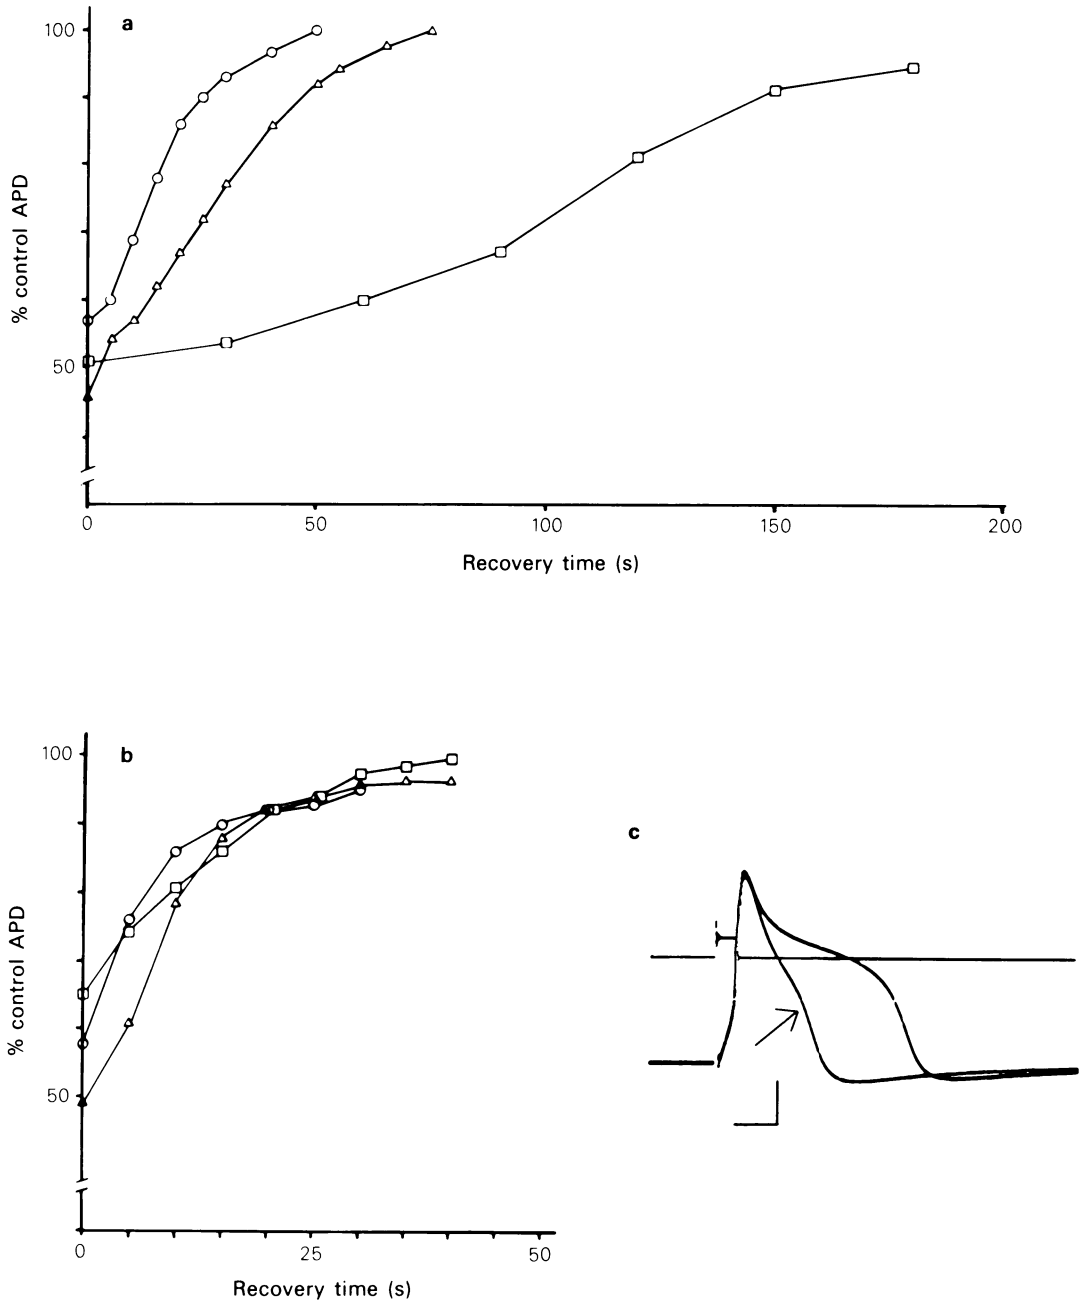 a
100
% control APD
50
0 50 100 150 200
Recovery time (s)
b
100
% control APD
50
0 25 50
Recovery time (s)
c